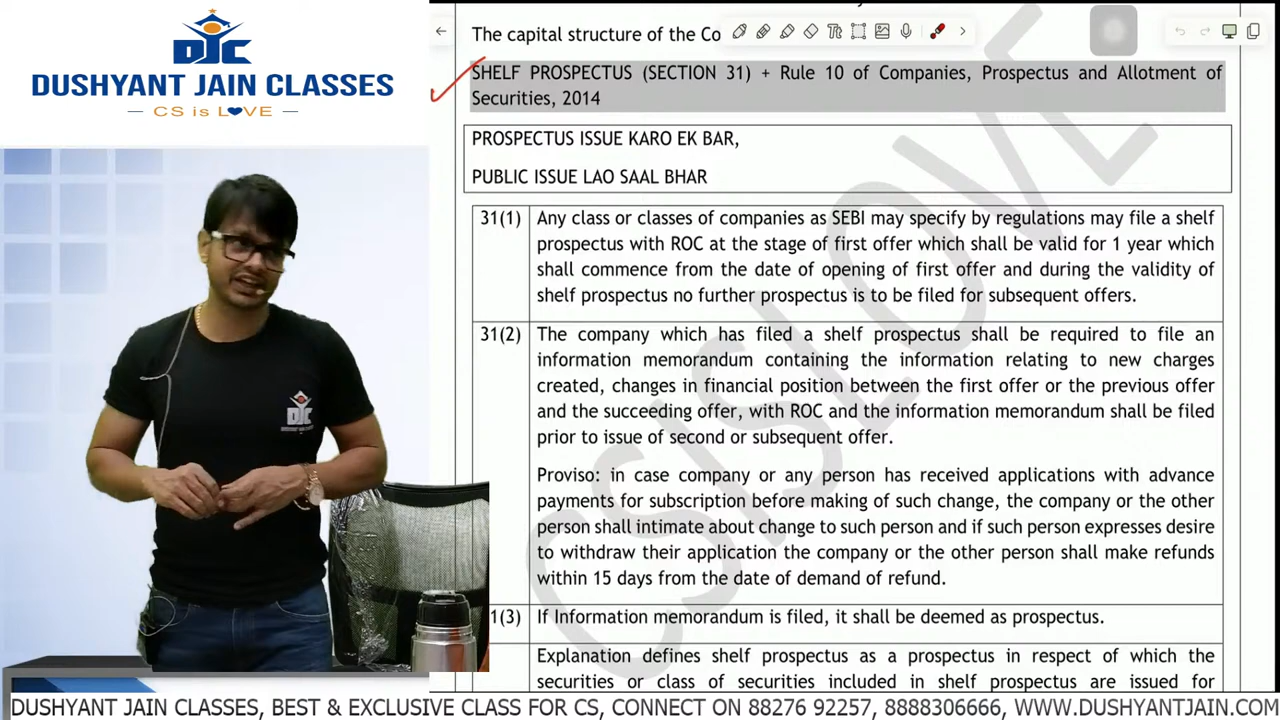 DJC
DUSHYANT JAIN CLASSES
CS is LOVE
The capital structure of the Co
SHELF PROSPECTUS (SECTION 31) + Rule 10 of Companies, Prospectus and Allotment of
Securities, 2014
PROSPECTUS ISSUE KARO EK BAR,
PUBLIC ISSUE LAO SAAL BHAR
31(1) Any class or classes of companies as SEBI may specify by regulations may file a shelf
prospectus with ROC at the stage of first offer which shall be valid for 1 year which
shall commence from the date of opening of first offer and during the validity of
shelf prospectus no further prospectus is to be filed for subsequent offers.
31(2) The company which has filed a shelf prospectus shall be required to file an
information memorandum containing the information relating to new charges
created, changes in financial position between the first offer or the previous offer
and the succeeding offer, with ROC and the information memorandum shall be filed
prior to issue of second or subsequent offer.
Proviso: in case company or any person has received applications with advance
payments for subscription before making of such change, the company or the other
person shall intimate about change to such person and if such person expresses desire
to withdraw their application the company or the other person shall make refunds
within 15 days from the date of demand of refund.
1(3) If Information memorandum is filed, it shall be deemed as prospectus.
Explanation defines shelf prospectus as a prospectus in respect of which the
securities or class of securities included in shelf prospectus are issued for
CSISLOVE
DJC
DUSHYANT JAIN CLASSES, BEST & EXCLUSIVE CLASS FOR CS, CONNECT ON 88276 92257, 8888306666, WWW.DUSHYANTJAIN.COM